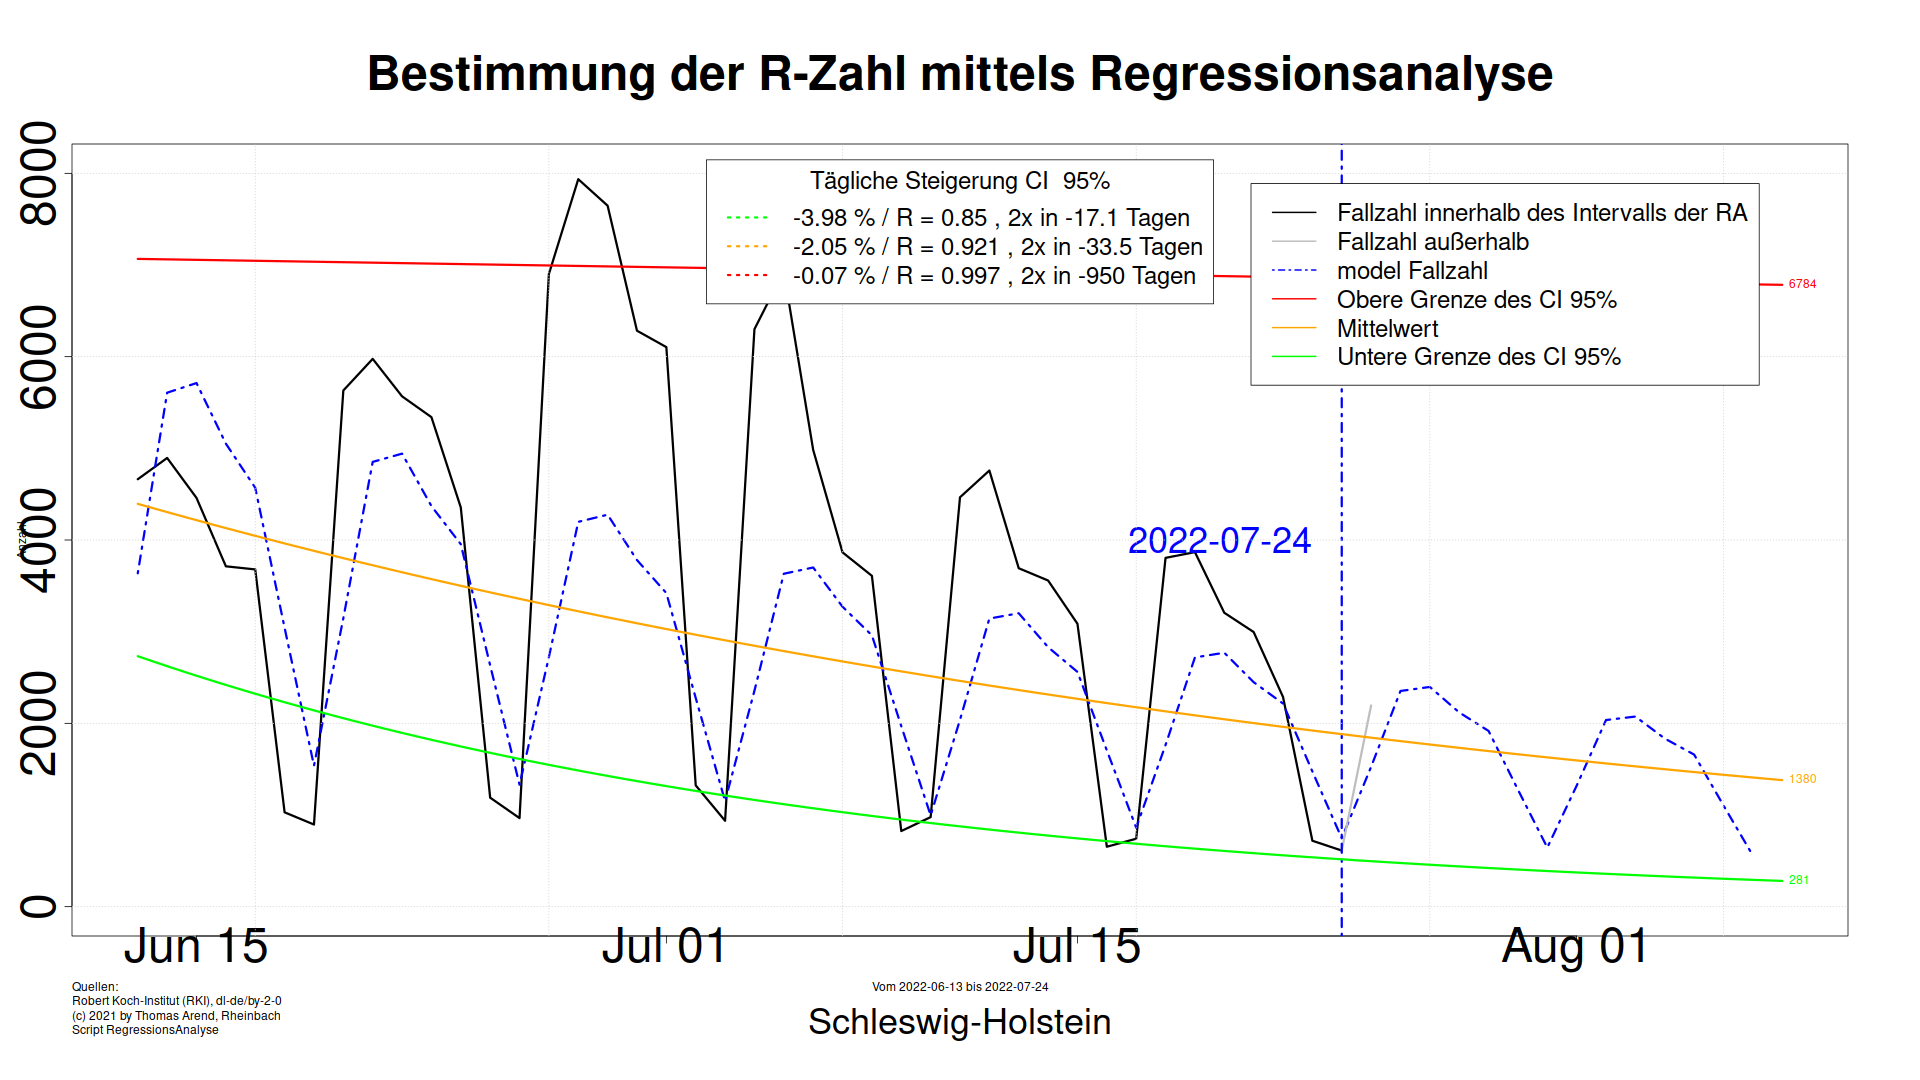 Bestimmung der R-Zahl mittels Regressionsanalyse
Anzahl
8000
6000
4000
2000
0
Tägliche Steigerung CI  95%
-3.98 % / R = 0.85 , 2x in -17.1 Tagen
-2.05 % / R = 0.921 , 2x in -33.5 Tagen
-0.07 % / R = 0.997 , 2x in -950 Tagen
Fallzahl innerhalb des Intervalls der RA
Fallzahl außerhalb
model Fallzahl
Obere Grenze des CI 95%
Mittelwert
Untere Grenze des CI 95%
6784
2022-07-24
1380
281
Jun 15
Jul 01
Jul 15
Aug 01
Quellen:
Robert Koch-Institut (RKI), dl-de/by-2-0
(c) 2021 by Thomas Arend, Rheinbach
Script RegressionsAnalyse
Vom 2022-06-13 bis 2022-07-24
Schleswig-Holstein